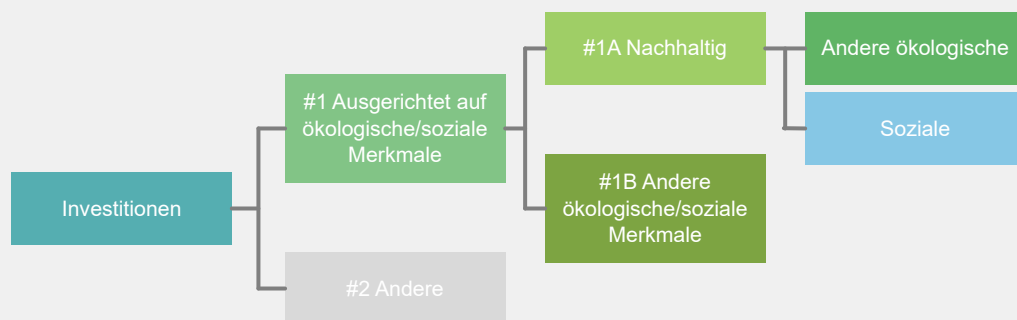 #1A Nachhaltig
Andere ökologische
#1 Ausgerichtet auf
ökologische/soziale
Merkmale
Soziale
#1B Andere
ökologische/soziale
Merkmale
Investitionen
#2 Andere